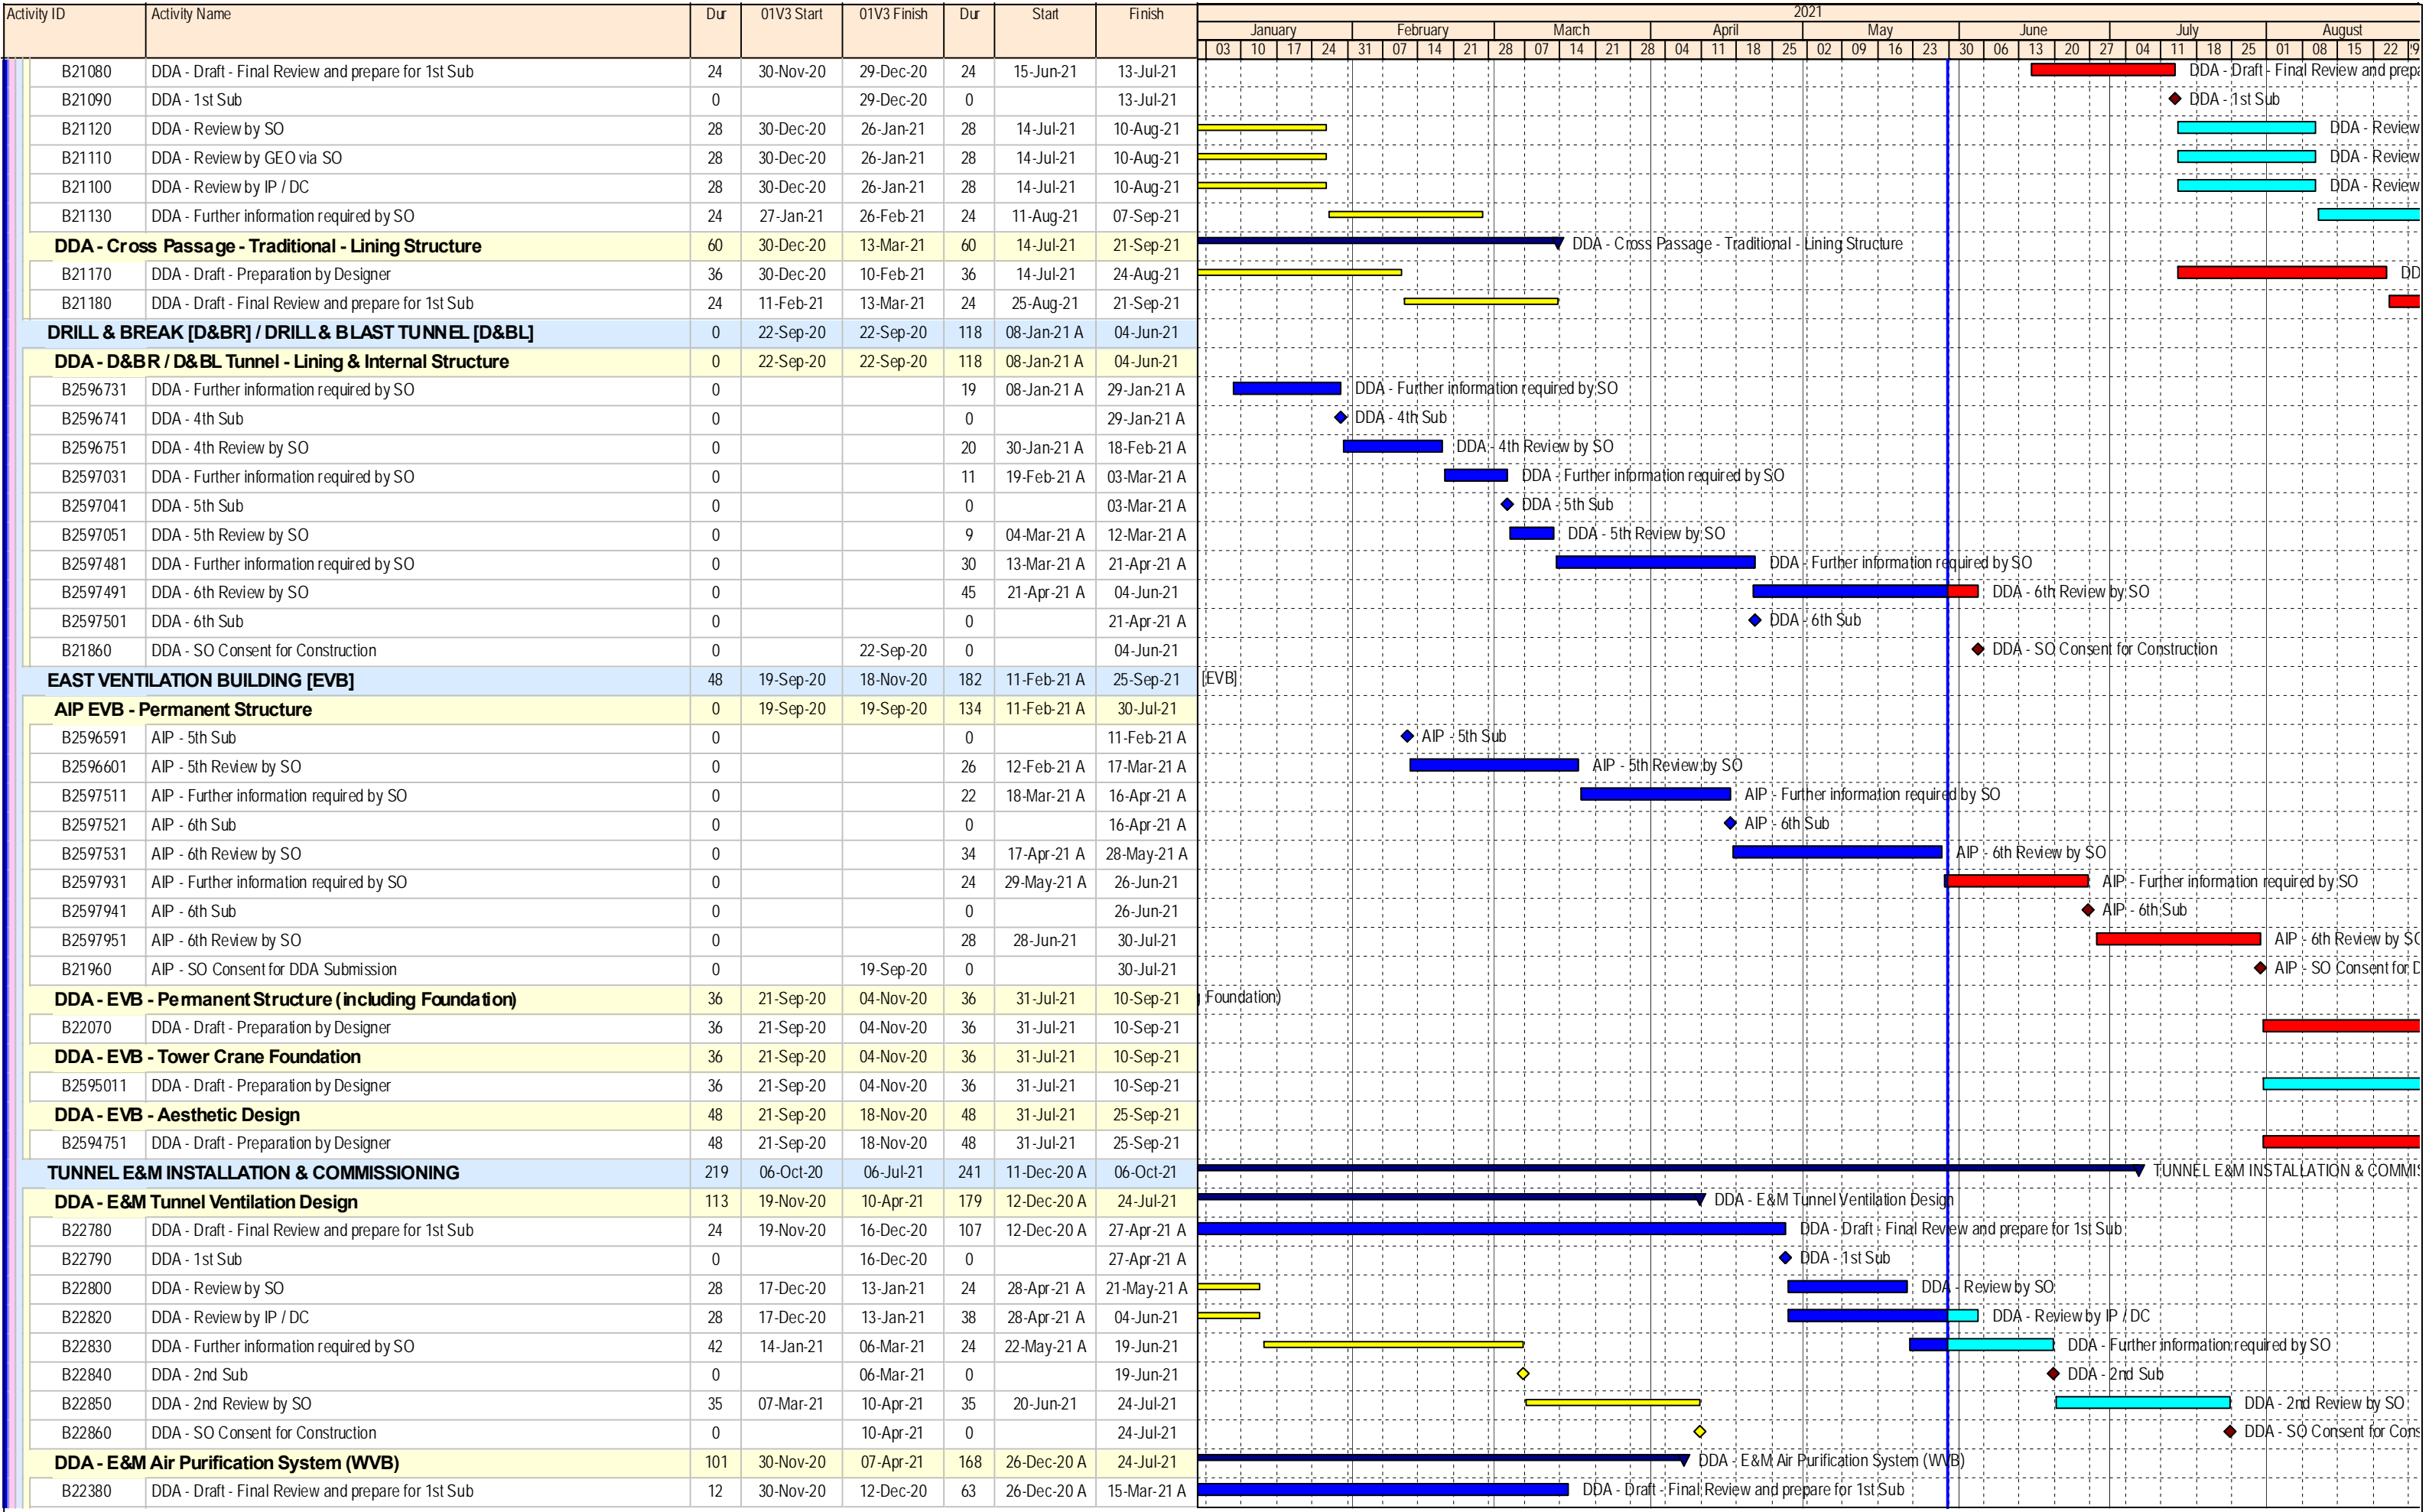 Activity ID Activity Name Dur 01V3 Start 01V3 Finish Dur Start Finish 2021
January February March April May June July August
03 10 17 24 31 07 14 21 28 07 14 21 28 04 11 18 25 02 09 16 23 30 06 13 20 27 04 11 18 25 01 08 15 22
B21080 DDA - Draft - Final Review and prepare for 1st Sub 24 30-Nov-20 29-Dec-20 24 15-Jun-21 13-Jul-21 DDA - Draft - Final Review and prepa
B21090 DDA - 1st Sub 0 29-Dec-20 0 13-Jul-21 DDA - 1st Sub
B21120 DDA - Review by SO 28 30-Dec-20 26-Jan-21 28 14-Jul-21 10-Aug-21 DDA - Review
B21110 DDA - Review by GEO via SO 28 30-Dec-20 26-Jan-21 28 14-Jul-21 10-Aug-21 DDA - Review
B21100 DDA - Review by IP / DC 28 30-Dec-20 26-Jan-21 28 14-Jul-21 10-Aug-21 DDA - Review
B21130 DDA - Further information required by SO 24 27-Jan-21 26-Feb-21 24 11-Aug-21 07-Sep-21
DDA - Cross Passage - Traditional - Lining Structure 60 30-Dec-20 13-Mar-21 60 14-Jul-21 21-Sep-21 DDA - Cross Passage - Traditional - Lining Structure
B21170 DDA - Draft - Preparation by Designer 36 30-Dec-20 10-Feb-21 36 14-Jul-21 24-Aug-21 DD
B21180 DDA - Draft - Final Review and prepare for 1st Sub 24 11-Feb-21 13-Mar-21 24 25-Aug-21 21-Sep-21
DRILL & BREAK [D&BR] / DRILL & BLAST TUNNEL [D&BL] 0 22-Sep-20 22-Sep-20 118 08-Jan-21 A 04-Jun-21
DDA - D&BR / D&BL Tunnel - Lining & Internal Structure 0 22-Sep-20 22-Sep-20 118 08-Jan-21 A 04-Jun-21
B2596731 DDA - Further information required by SO 0 19 08-Jan-21 A 29-Jan-21 A DDA - Further information required by SO
B2596741 DDA - 4th Sub 0 0 29-Jan-21 A DDA - 4th Sub
B2596751 DDA - 4th Review by SO 0 20 30-Jan-21 A 18-Feb-21 A DDA - 4th Review by SO
B2597031 DDA - Further information required by SO 0 11 19-Feb-21 A 03-Mar-21 A DDA - Further information required by SO
B2597041 DDA - 5th Sub 0 0 03-Mar-21 A DDA - 5th Sub
B2597051 DDA - 5th Review by SO 0 9 04-Mar-21 A 12-Mar-21 A DDA - 5th Review by SO
B2597481 DDA - Further information required by SO 0 30 13-Mar-21 A 21-Apr-21 A DDA - Further information required by SO
B2597491 DDA - 6th Review by SO 0 45 21-Apr-21 A 04-Jun-21 DDA - 6th Review by SO
B2597501 DDA - 6th Sub 0 0 21-Apr-21 A DDA - 6th Sub
B21860 DDA - SO Consent for Construction 0 22-Sep-20 0 04-Jun-21 DDA - SO Consent for Construction
EAST VENTILATION BUILDING [EVB] 48 19-Sep-20 18-Nov-20 182 11-Feb-21 A 25-Sep-21 [EVB]
AIP EVB - Permanent Structure 0 19-Sep-20 19-Sep-20 134 11-Feb-21 A 30-Jul-21
B2596591 AIP - 5th Sub 0 0 11-Feb-21 A AIP - 5th Sub
B2596601 AIP - 5th Review by SO 0 26 12-Feb-21 A 17-Mar-21 A AIP - 5th Review by SO
B2597511 AIP - Further information required by SO 0 22 18-Mar-21 A 16-Apr-21 A AIP - Further information required by SO
B2597521 AIP - 6th Sub 0 0 16-Apr-21 A AIP - 6th Sub
B2597531 AIP - 6th Review by SO 0 34 17-Apr-21 A 28-May-21 A AIP - 6th Review by SO
B2597931 AIP - Further information required by SO 0 24 29-May-21 A 26-Jun-21 AIP - Further information required by SO
B2597941 AIP - 6th Sub 0 0 26-Jun-21 AIP - 6th Sub
B2597951 AIP - 6th Review by SO 0 28 28-Jun-21 30-Jul-21 AIP - 6th Review by SO
B21960 AIP - SO Consent for DDA Submission 0 19-Sep-20 0 30-Jul-21 AIP - SO Consent for D
DDA - EVB - Permanent Structure (including Foundation) 36 21-Sep-20 04-Nov-20 36 31-Jul-21 10-Sep-21 Foundation)
B22070 DDA - Draft - Preparation by Designer 36 21-Sep-20 04-Nov-20 36 31-Jul-21 10-Sep-21
DDA - EVB - Tower Crane Foundation 36 21-Sep-20 04-Nov-20 36 31-Jul-21 10-Sep-21
B2595011 DDA - Draft - Preparation by Designer 36 21-Sep-20 04-Nov-20 36 31-Jul-21 10-Sep-21
DDA - EVB - Aesthetic Design 48 21-Sep-20 18-Nov-20 48 31-Jul-21 25-Sep-21
B2594751 DDA - Draft - Preparation by Designer 48 21-Sep-20 18-Nov-20 48 31-Jul-21 25-Sep-21
TUNNEL E&M INSTALLATION & COMMISSIONING 219 06-Oct-20 06-Jul-21 241 11-Dec-20 A 06-Oct-21 TUNNEL E&M INSTALLATION & COMMIS
DDA - E&M Tunnel Ventilation Design 113 19-Nov-20 10-Apr-21 179 12-Dec-20 A 24-Jul-21 DDA - E&M Tunnel Ventilation Design
B22780 DDA - Draft - Final Review and prepare for 1st Sub 24 19-Nov-20 16-Dec-20 107 12-Dec-20 A 27-Apr-21 A DDA - Draft - Final Review and prepare for 1st Sub
B22790 DDA - 1st Sub 0 16-Dec-20 0 27-Apr-21 A DDA - 1st Sub
B22800 DDA - Review by SO 28 17-Dec-20 13-Jan-21 24 28-Apr-21 A 21-May-21 A DDA - Review by SO
B22820 DDA - Review by IP / DC 28 17-Dec-20 13-Jan-21 38 28-Apr-21 A 04-Jun-21 DDA - Review by IP / DC
B22830 DDA - Further information required by SO 42 14-Jan-21 06-Mar-21 24 22-May-21 A 19-Jun-21 DDA - Further information required by SO
B22840 DDA - 2nd Sub 0 06-Mar-21 0 19-Jun-21 DDA - 2nd Sub
B22850 DDA - 2nd Review by SO 35 07-Mar-21 10-Apr-21 35 20-Jun-21 24-Jul-21 DDA - 2nd Review by SO
B22860 DDA - SO Consent for Construction 0 10-Apr-21 0 24-Jul-21 DDA - SO Consent for Cons
DDA - E&M Air Purification System (WVB) 101 30-Nov-20 07-Apr-21 168 26-Dec-20 A 24-Jul-21 DDA - E&M Air Purification System (WVB)
B22380 DDA - Draft - Final Review and prepare for 1st Sub 12 30-Nov-20 12-Dec-20 63 26-Dec-20 A 15-Mar-21 A DDA - Draft - Final Review and prepare for 1st Sub